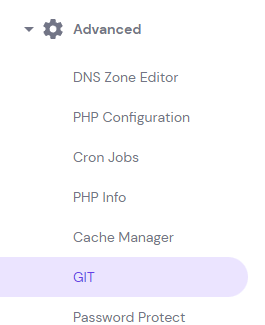 Advanced
DNS Zone Editor
PHP Configuration
Cron Jobs
PHP Info
Cache Manager
GIT
Password Protect